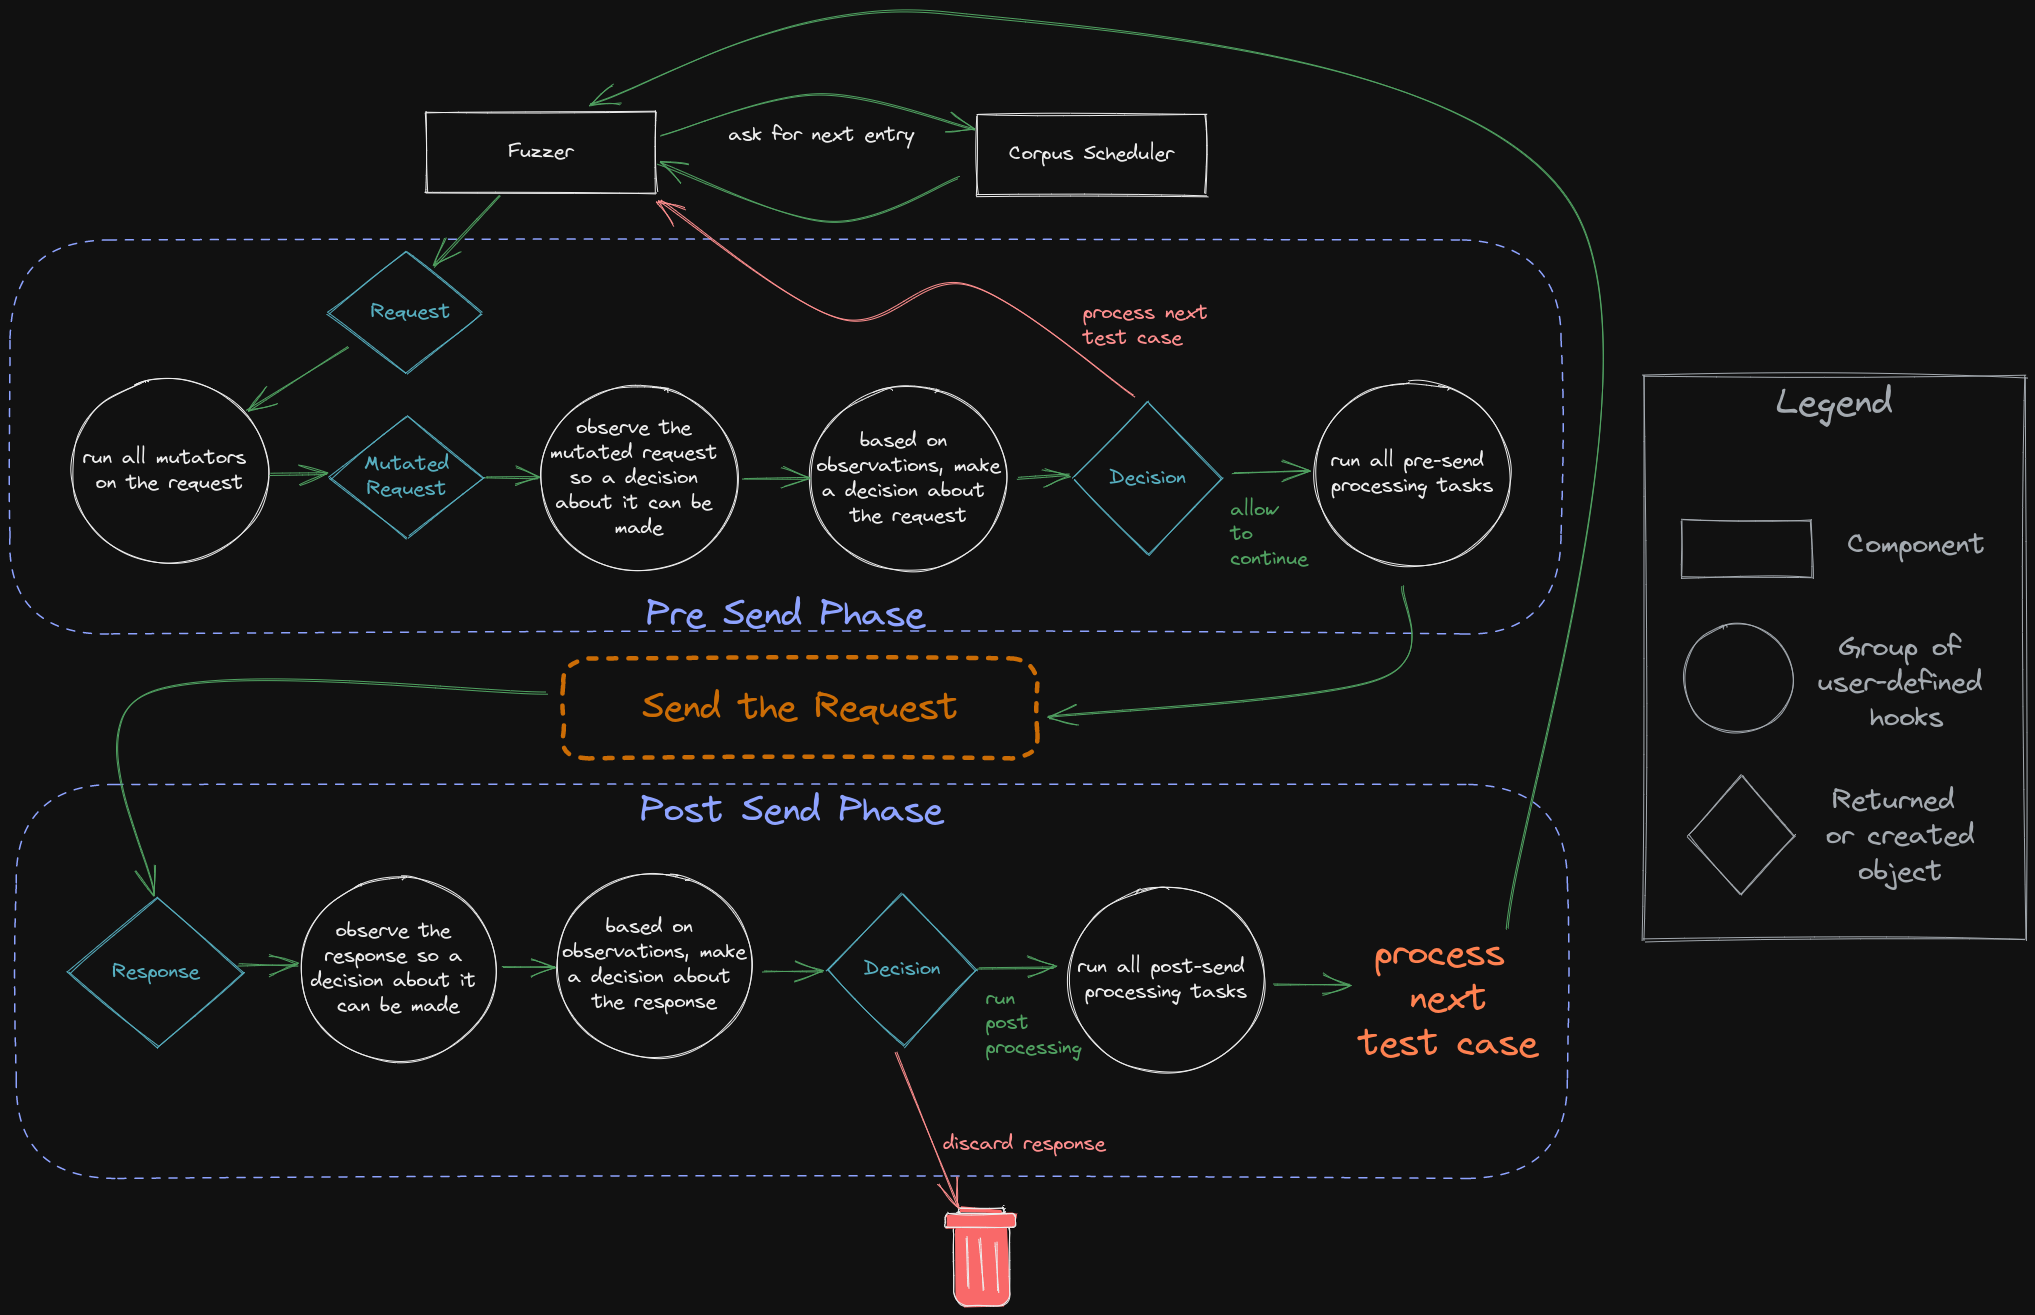 Fuzzer
ask for next entry
Corpus Scheduler
Request
process next
test case
run all mutators
on the request
Mutated
Request
observe the
mutated request
so a decision
about it can be
made
based on
observations, make
a decision about
the request
Decision
allow
to
continue
run all pre-send
processing tasks
Pre Send Phase
Send the Request
Post Send Phase
Response
observe the
response so a
decision about it
can be made
based on
observations, make
a decision about
the response
Decision
run
post
processing
run all post-send
processing tasks
process
next
test case
discard response
Legend
Component
Group of
user-defined
hooks
Returned
or created
object